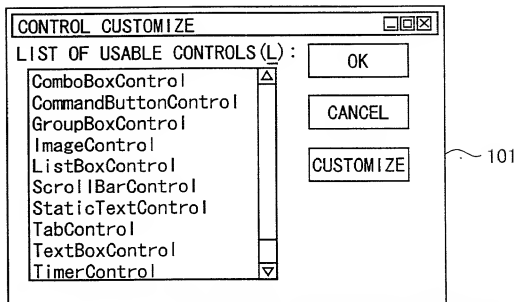 CONTROL CUSTOMIZE
LIST OF USABLE CONTROLS(L):
ComboBoxControl
CommandButtonControl
GroupBoxControl
ImageControl
ListBoxControl
ScrollBarControl
StaticTextControl
TabControl
TextBoxControl
TimerControl
OK
CANCEL
CUSTOMIZE
101